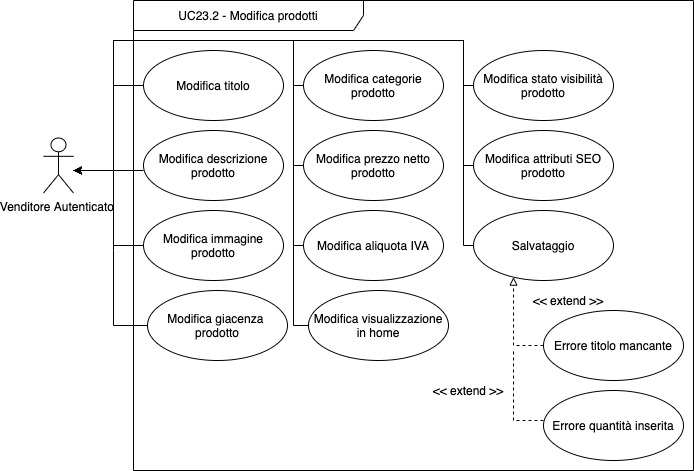 UC23.2 - Modifica prodotti
Modifica titolo
Modifica categorie
prodotto
Modifica stato visibilità
prodotto
Modifica descrizione
prodotto
Modifica prezzo netto
prodotto
Modifica attributi SEO
prodotto
Venditore Autenticato
Modifica immagine
prodotto
Modifica aliquota IVA
Salvataggio
Modifica giacenza
prodotto
Modifica visualizzazione
in home
<< extend >>
Errore titolo mancante
<< extend >>
Errore quantità inserita